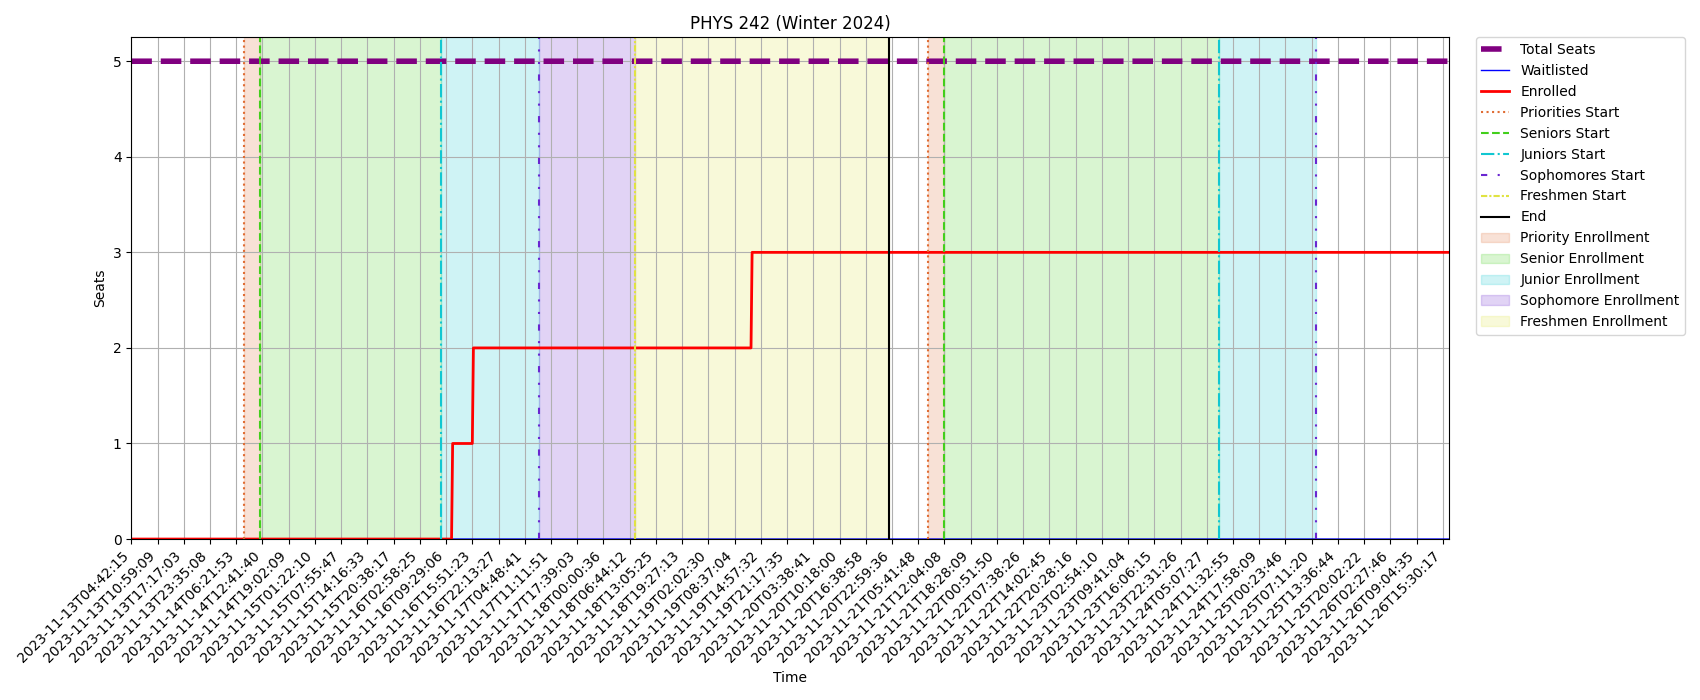 PHYS 242 (Winter 2024)
Total Seats
Waitlisted
Enrolled
Priorities Start
Seniors Start
Juniors Start
Sophomores Start
Freshmen Start
End
Priority Enrollment
Senior Enrollment
Junior Enrollment
Sophomore Enrollment
Freshmen Enrollment
Seats
5
4
3
2
1
0
2023-11-13T04:42:15
2023-11-13T10:59:09
2023-11-13T17:17:03
2023-11-13T23:35:08
2023-11-14T06:21:53
2023-11-14T12:41:40
2023-11-14T19:02:09
2023-11-15T01:22:10
2023-11-15T07:55:47
2023-11-15T14:16:33
2023-11-15T20:38:17
2023-11-16T02:58:25
2023-11-16T09:29:06
2023-11-16T15:51:23
2023-11-16T22:13:27
2023-11-17T04:48:41
2023-11-17T11:11:51
2023-11-17T17:39:03
2023-11-18T00:00:36
2023-11-18T06:44:12
2023-11-18T13:05:25
2023-11-18T19:27:13
2023-11-19T02:02:30
2023-11-19T08:37:04
2023-11-19T14:57:32
2023-11-19T21:17:35
2023-11-20T03:38:41
2023-11-20T10:18:00
2023-11-20T16:38:58
2023-11-20T22:59:36
2023-11-21T05:41:48
2023-11-21T12:04:08
2023-11-21T18:28:09
2023-11-22T00:51:50
2023-11-22T07:38:26
2023-11-22T14:02:45
2023-11-22T20:28:16
2023-11-23T02:54:10
2023-11-23T09:41:04
2023-11-23T16:06:15
2023-11-23T22:31:26
2023-11-24T05:07:27
2023-11-24T11:32:55
2023-11-24T17:58:09
2023-11-25T00:23:46
2023-11-25T07:11:20
2023-11-25T13:36:44
2023-11-25T20:02:22
2023-11-26T02:27:46
2023-11-26T09:04:35
2023-11-26T15:30:17
Time